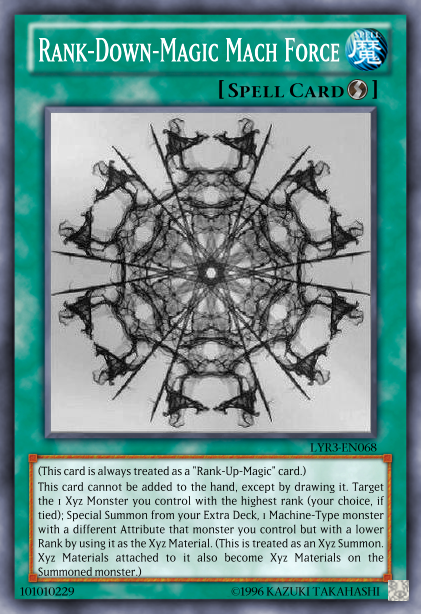 Rank-Down-Magic Mach Force
SPELL
魔
[Spell Card]
LYR3-EN068
(This card is always treated as a "Rank-Up-Magic" card.)
This card cannot be added to the hand, except by drawing it. Target
the 1 Xyz Monster you control with the highest rank (your choice, if
tied); Special Summon from your Extra Deck, 1 Machine-Type monster
with a different Attribute that monster you control but with a lower
Rank by using it as the Xyz Material. (This is treated as an Xyz Summon.
Xyz Materials attached to it also become Xyz Materials on the
Summoned monster.)
101010229
©1996 KAZUKI TAKAHASHI